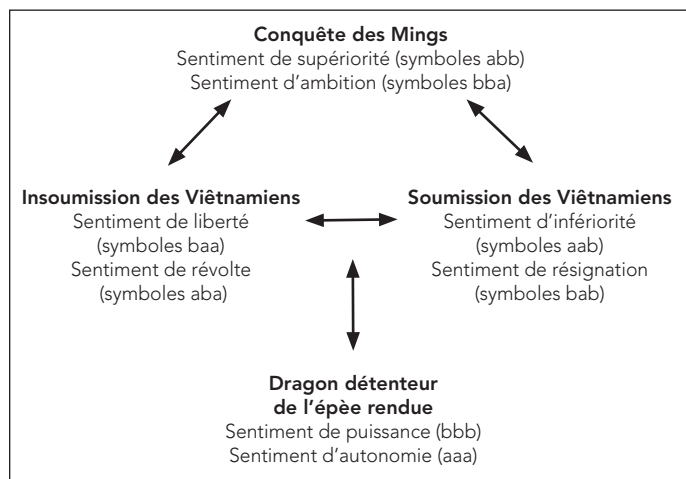 Conquête des Mings
Sentiment de supériorité (symboles abb)
Sentiment d’ambition (symboles bba)
Insoumission des Viêtnamiens
Sentiment de liberté
(symboles baa)
Sentiment de révolte
(symboles aba)
Soumission des Viêtnamiens
Sentiment d’infériorité
(symboles aab)
Sentiment de résignation
(symboles bab)
Dragon détenteur
de l’épèe rendue
Sentiment de puissance (bbb)
Sentiment d’autonomie (aaa)